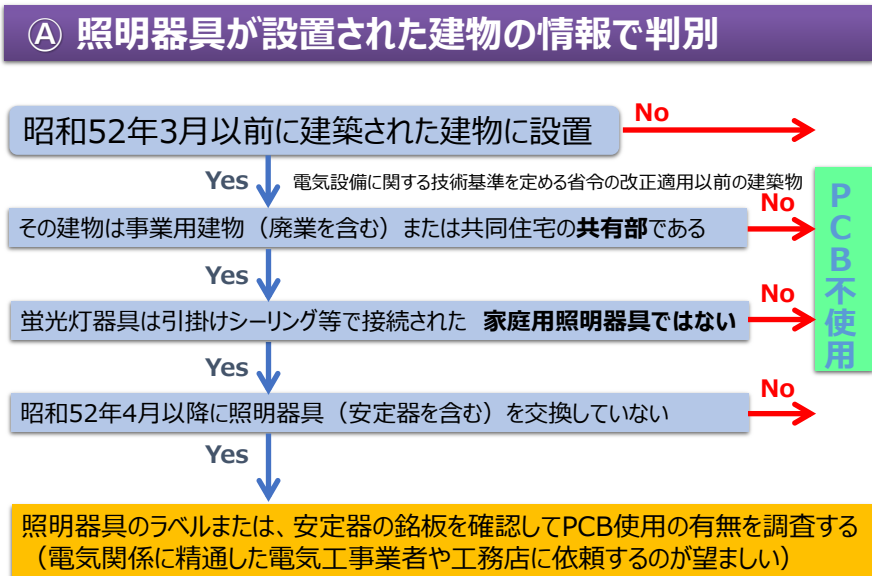 Ⓐ 照明器具が設置された建物の情報で判別
昭和52年3月以前に建築された建物に設置
No
Yes
電気設備に関する技術基準を定める省令の改正適用以前の建築物
その建物は事業用建物（廃業を含む）または共同住宅の共有部である
No
Yes
蛍光灯器具は引掛けシーリング等で接続された 家庭用照明器具ではない
No
Yes
昭和52年4月以降に照明器具（安定器を含む）を交換していない
No
Yes
PCB不使用
照明器具のラベルまたは、安定器の銘板を確認してPCB使用の有無を調査する
（電気関係に精通した電気工事業者や工務店に依頼するのが望ましい）